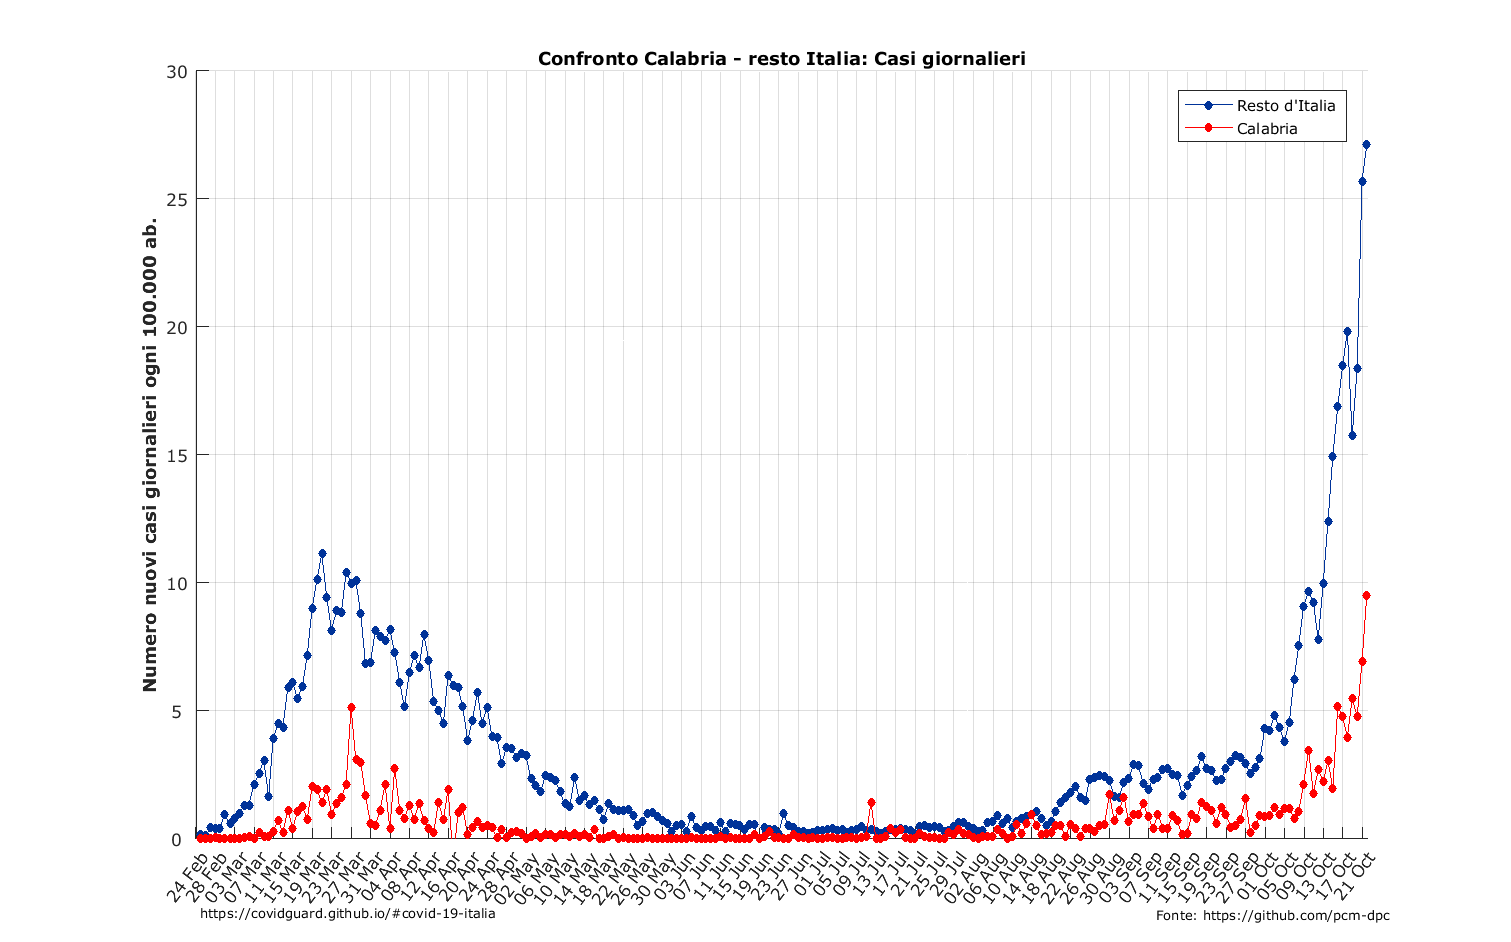 Confronto Calabria - resto Italia: Casi giornalieri
Resto d'Italia
Calabria
Numero nuovi casi giornalieri ogni 100.000 ab.
30
25
20
15
10
5
0
24 Feb
28 Feb
03 Mar
07 Mar
11 Mar
15 Mar
19 Mar
23 Mar
27 Mar
31 Mar
04 Apr
08 Apr
12 Apr
16 Apr
20 Apr
24 Apr
28 Apr
02 May
06 May
10 May
14 May
18 May
22 May
26 May
30 May
03 Jun
07 Jun
11 Jun
15 Jun
19 Jun
23 Jun
27 Jun
01 Jul
05 Jul
09 Jul
13 Jul
17 Jul
21 Jul
25 Jul
29 Jul
02 Aug
06 Aug
10 Aug
14 Aug
18 Aug
22 Aug
26 Aug
30 Aug
03 Sep
07 Sep
11 Sep
15 Sep
19 Sep
23 Sep
27 Sep
01 Oct
05 Oct
09 Oct
13 Oct
17 Oct
21 Oct
https://covidguard.github.io/#covid-19-italia
Fonte: https://github.com/pcm-dpc